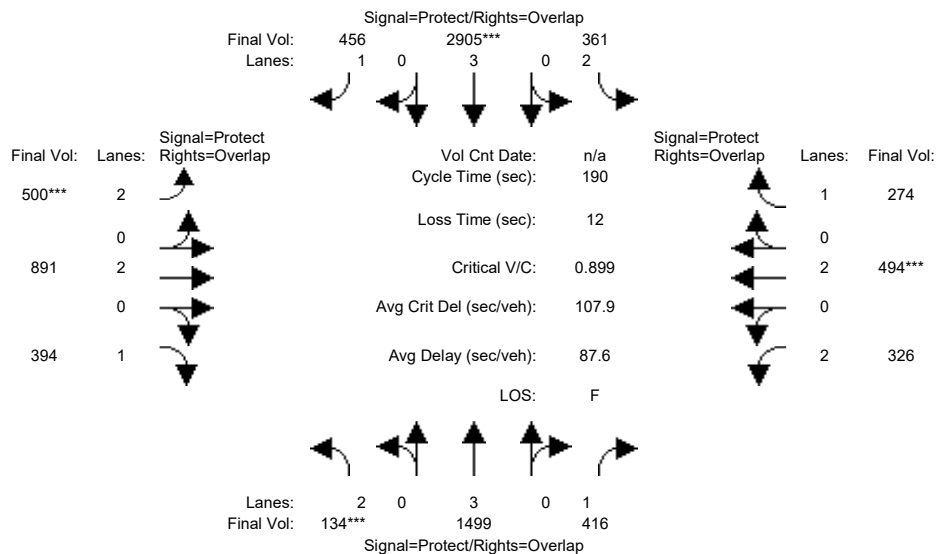 Signal=Protect/Rights=Overlap
Final Vol: 456 2905*** 361
Lanes: 1 0 3 0 2
Signal=Protect
Final Vol: Lanes: Rights=Overlap
Vol Cnt Date: n/a
Signal=Protect
Rights=Overlap Lanes: Final Vol:
Cycle Time (sec): 190
500*** 2
1 274
Loss Time (sec): 12
0
0
891 2
Critical V/C: 0.899
2 494***
0
Avg Crit Del (sec/veh): 107.9
0
394 1
Avg Delay (sec/veh): 87.6
2 326
LOS: F
Lanes: 2 0 3 0 1
Final Vol: 134*** 1499 416
Signal=Protect/Rights=Overlap